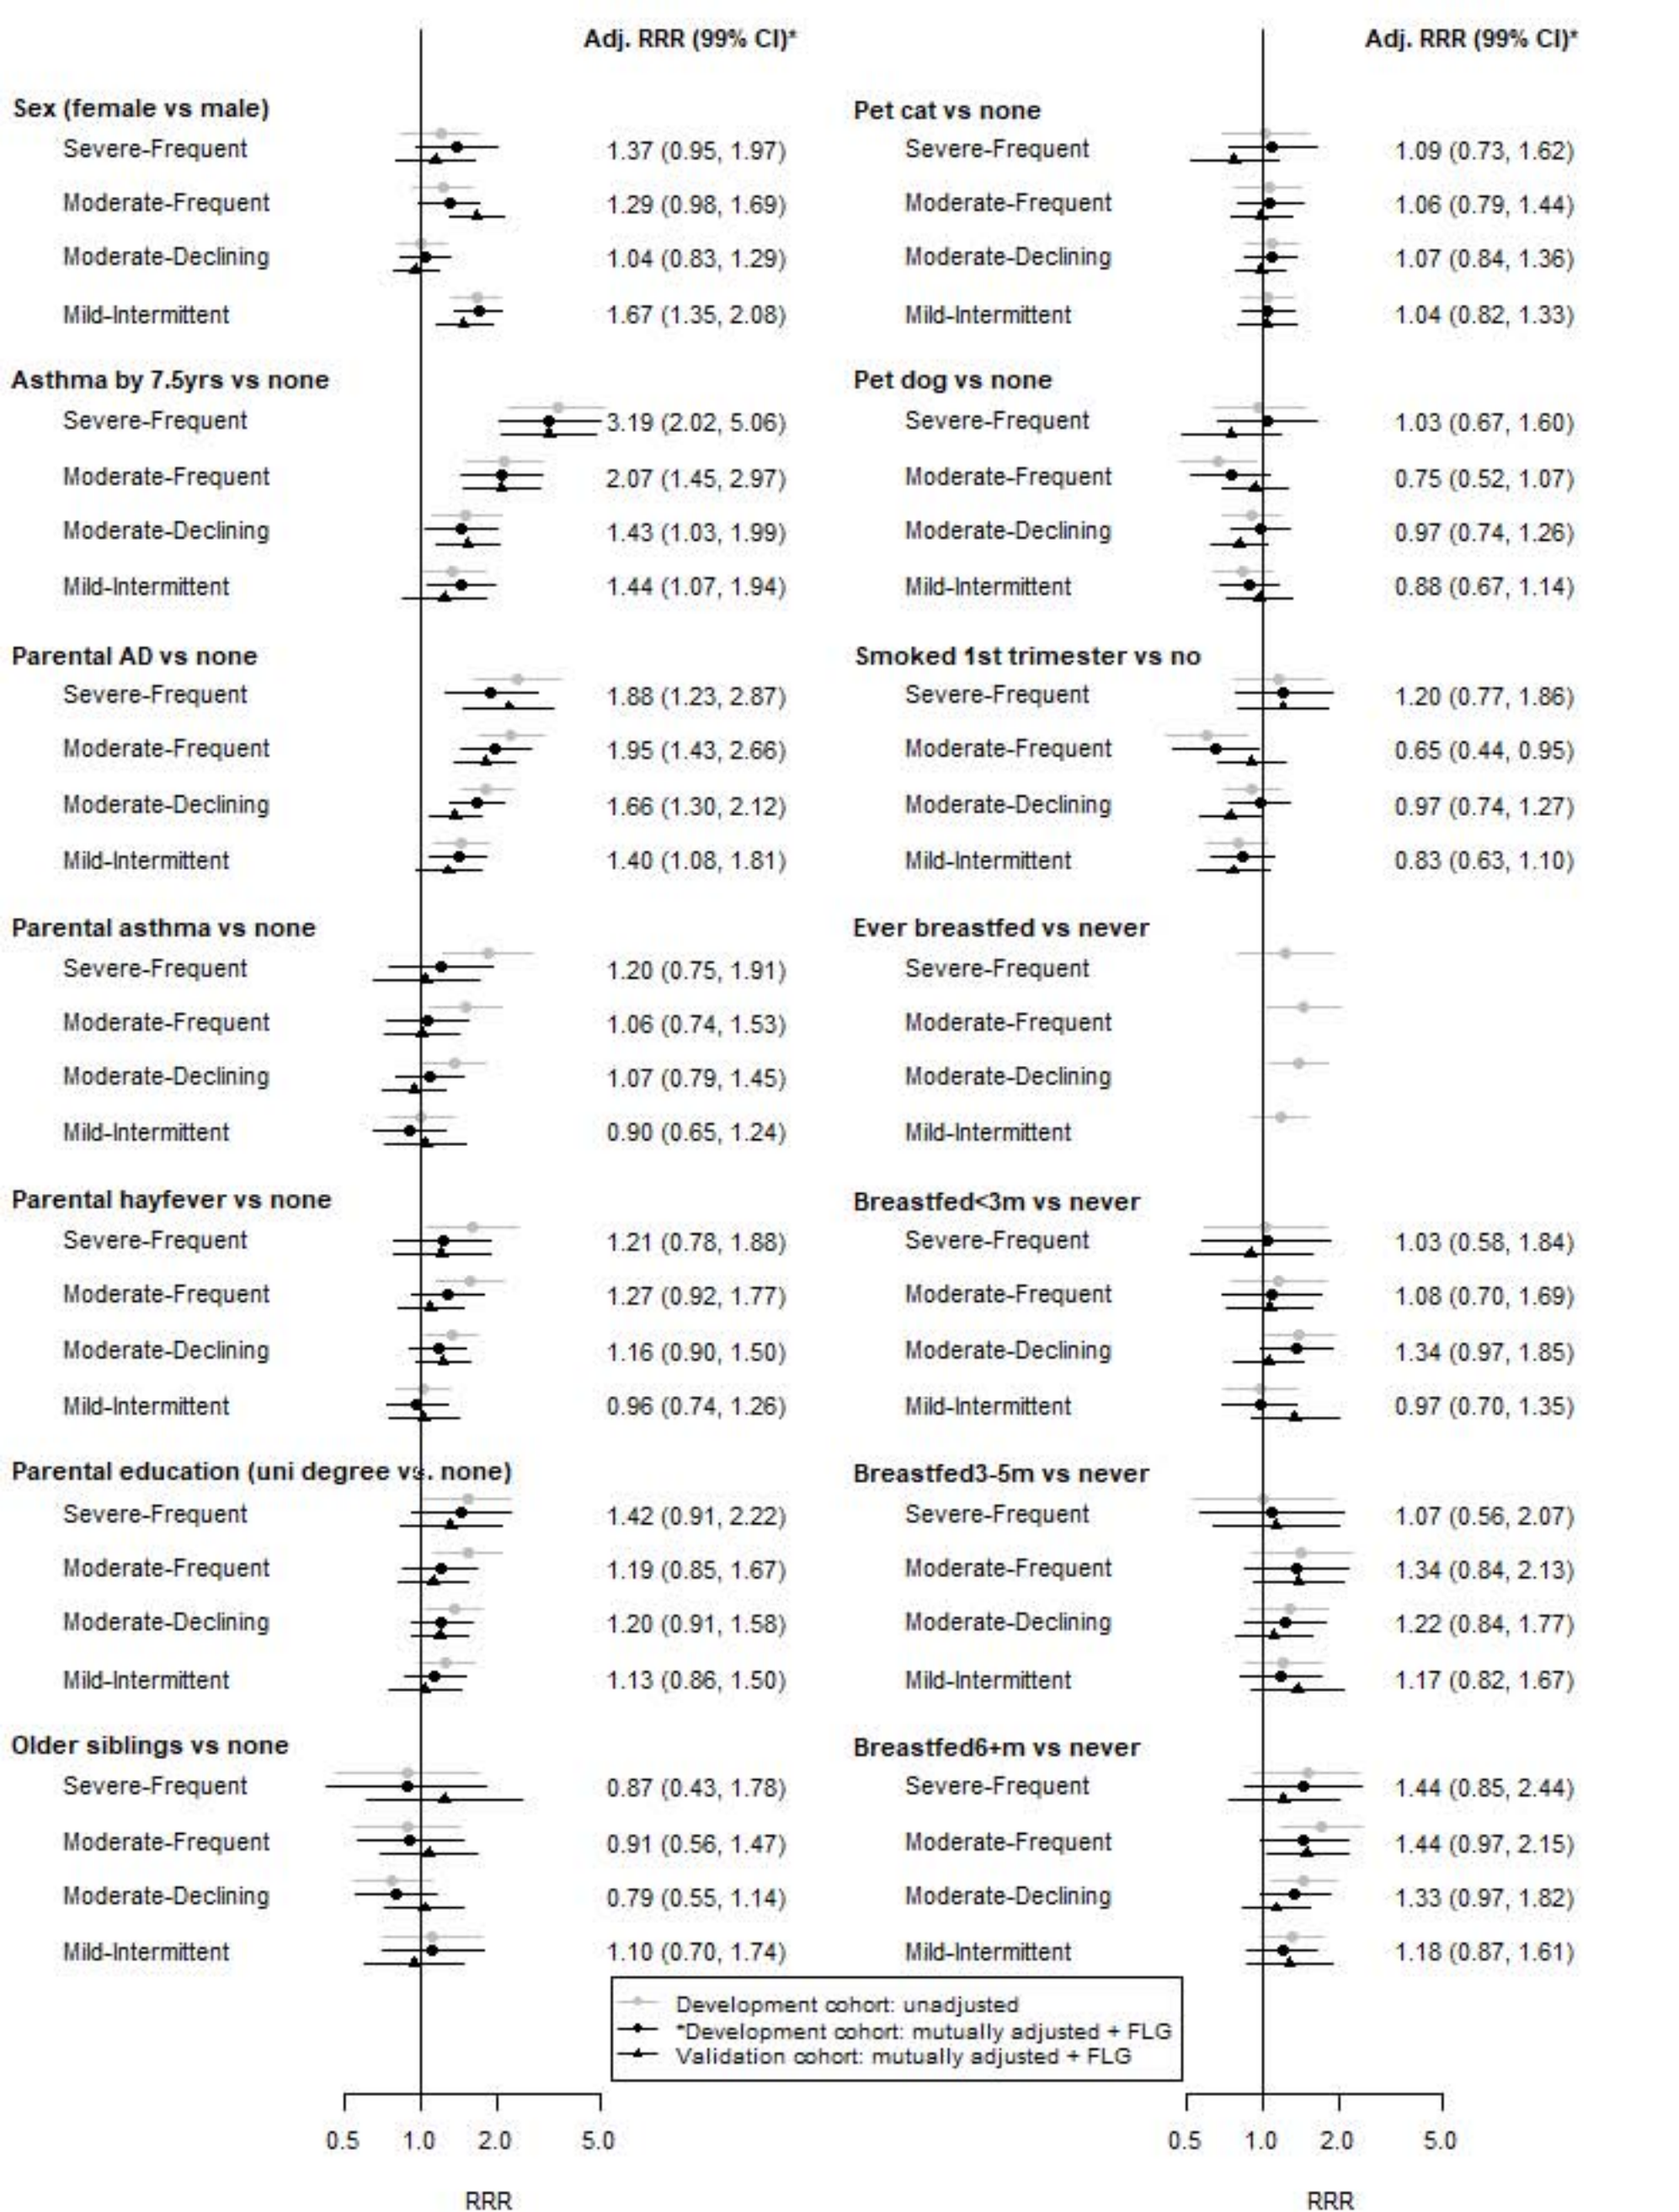 Adj. RRR (99% CI)*
Sex (female vs male)
Severe-Frequent 1.37 (0.95, 1.97)
Moderate-Frequent 1.29 (0.98, 1.69)
Moderate-Declining 1.04 (0.83, 1.29)
Mild-Intermittent 1.67 (1.35, 2.08)
Asthma by 7.5yrs vs none
Severe-Frequent 3.19 (2.02, 5.06)
Moderate-Frequent 2.07 (1.45, 2.97)
Moderate-Declining 1.43 (1.03, 1.99)
Mild-Intermittent 1.44 (1.07, 1.94)
Parental AD vs none
Severe-Frequent 1.88 (1.23, 2.87)
Moderate-Frequent 1.95 (1.43, 2.66)
Moderate-Declining 1.66 (1.30, 2.12)
Mild-Intermittent 1.40 (1.08, 1.81)
Parental asthma vs none
Severe-Frequent 1.20 (0.75, 1.91)
Moderate-Frequent 1.06 (0.74, 1.53)
Moderate-Declining 1.07 (0.79, 1.45)
Mild-Intermittent 0.90 (0.65, 1.24)
Parental hayfever vs none
Severe-Frequent 1.21 (0.78, 1.88)
Moderate-Frequent 1.27 (0.92, 1.77)
Moderate-Declining 1.16 (0.90, 1.50)
Mild-Intermittent 0.96 (0.74, 1.26)
Parental education (uni degree vs. none)
Severe-Frequent 1.42 (0.91, 2.22)
Moderate-Frequent 1.19 (0.85, 1.67)
Moderate-Declining 1.20 (0.91, 1.58)
Mild-Intermittent 1.13 (0.86, 1.50)
Older siblings vs none
Severe-Frequent 0.87 (0.43, 1.78)
Moderate-Frequent 0.91 (0.56, 1.47)
Moderate-Declining 0.79 (0.55, 1.14)
Mild-Intermittent 1.10 (0.70, 1.74)
0.5 1.0 2.0 5.0
RRR
Adj. RRR (99% CI)*
Pet cat vs none
Severe-Frequent 1.09 (0.73, 1.62)
Moderate-Frequent 1.06 (0.79, 1.44)
Moderate-Declining 1.07 (0.84, 1.36)
Mild-Intermittent 1.04 (0.82, 1.33)
Pet dog vs none
Severe-Frequent 1.03 (0.67, 1.60)
Moderate-Frequent 0.75 (0.52, 1.07)
Moderate-Declining 0.97 (0.74, 1.26)
Mild-Intermittent 0.88 (0.67, 1.14)
Smoked 1st trimester vs no
Severe-Frequent 1.20 (0.77, 1.86)
Moderate-Frequent 0.65 (0.44, 0.95)
Moderate-Declining 0.97 (0.74, 1.27)
Mild-Intermittent 0.83 (0.63, 1.10)
Ever breastfed vs never
Severe-Frequent
Moderate-Frequent
Moderate-Declining
Mild-Intermittent
Breastfed<3m vs never
Severe-Frequent 1.03 (0.58, 1.84)
Moderate-Frequent 1.08 (0.70, 1.69)
Moderate-Declining 1.34 (0.97, 1.85)
Mild-Intermittent 0.97 (0.70, 1.35)
Breastfed3-5m vs never
Severe-Frequent 1.07 (0.56, 2.07)
Moderate-Frequent 1.34 (0.84, 2.13)
Moderate-Declining 1.22 (0.84, 1.77)
Mild-Intermittent 1.17 (0.82, 1.67)
Breastfed6+m vs never
Severe-Frequent 1.44 (0.85, 2.44)
Moderate-Frequent 1.44 (0.97, 2.15)
Moderate-Declining 1.33 (0.97, 1.82)
Mild-Intermittent 1.18 (0.87, 1.61)
0.5 1.0 2.0 5.0
RRR
Development cohort: unadjusted
*Development cohort: mutually adjusted + FLG
Validation cohort: mutually adjusted + FLG